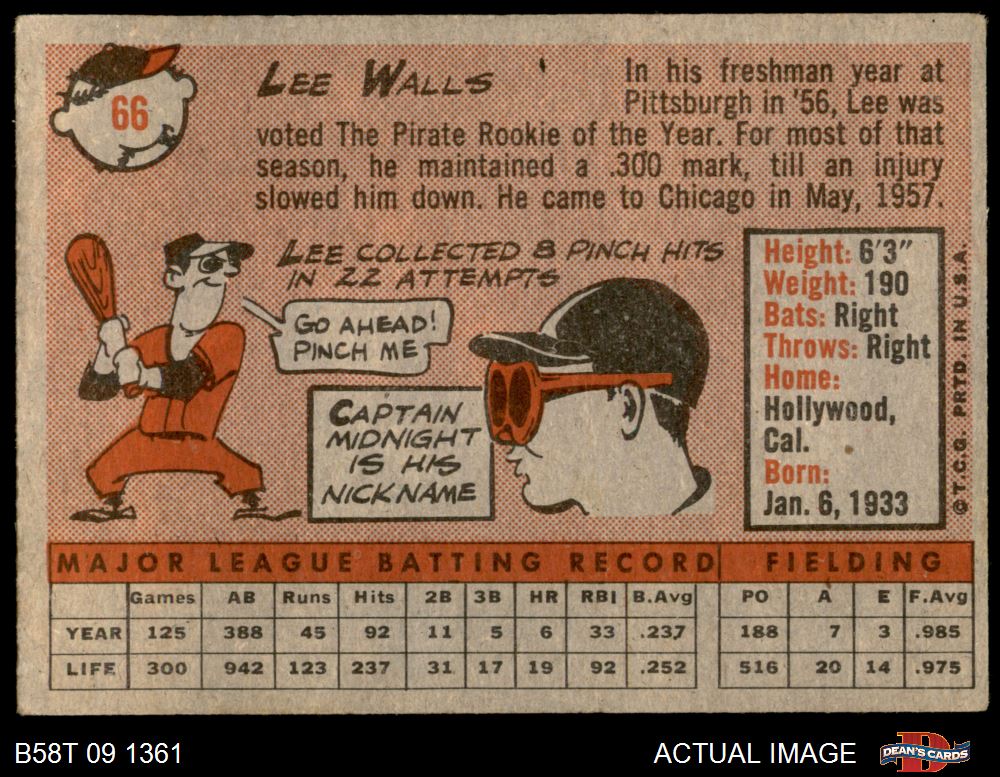 66
LEE WALLS
In his freshman year at
Pittsburgh in '56, Lee was
voted The Pirate Rookie of the Year. For most of that
season, he maintained a .300 mark, till an injury
slowed him down. He came to Chicago in May, 1957.
LEE COLLECTED 8 PINCH HITS
IN 22 ATTEMPTS
GO AHEAD!
PINCH ME
CAPTAIN
MIDNIGHT
IS HIS
NICKNAME
Height: 6'3"
Weight: 190
Bats: Right
Throws: Right
Home:
Hollywood,
Cal.
Born:
Jan. 6, 1933
© T.C.G. PRTD. IN U.S.A.
MAJOR LEAGUE BATTING RECORD FIELDING
Games AB Runs Hits 2B 3B HR RBI B.Avg PO A E F.Avg
YEAR 125 388 45 92 11 5 6 33 .237 188 7 3 .985
LIFE 300 942 123 237 31 17 19 92 .252 516 20 14 .975
B58T 09 1361
ACTUAL IMAGE
D
DEAN'S CARDS